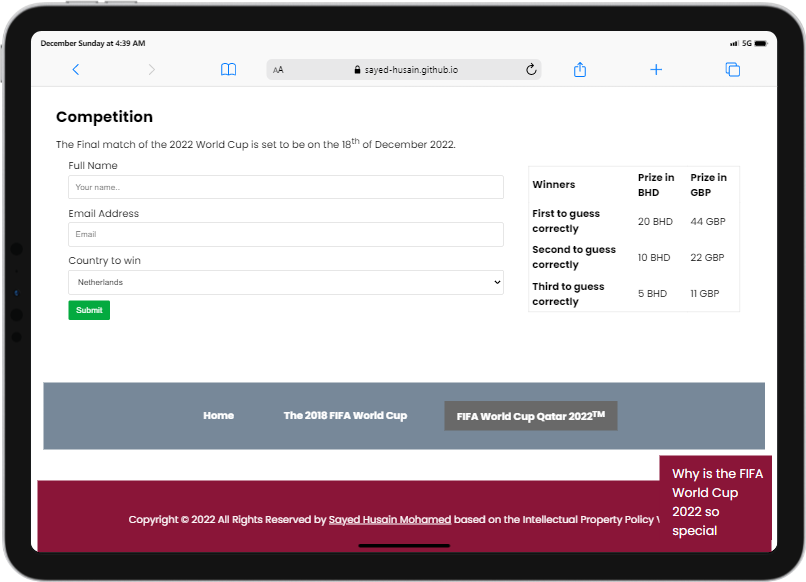 December Sunday at 4:39 AM
5G
AA
sayed-husain.github.io
Competition
The Final match of the 2022 World Cup is set to be on the 18th of December 2022.
Full Name
Your name..
Email Address
Email
Country to win
Netherlands
Submit
Winners Prize in BHD Prize in GBP
First to guess correctly 20 BHD 44 GBP
Second to guess correctly 10 BHD 22 GBP
Third to guess correctly 5 BHD 11 GBP
Home The 2018 FIFA World Cup FIFA World Cup Qatar 2022TM
Why is the FIFA
World Cup
2022 so
special
Copyright © 2022 All Rights Reserved by Sayed Husain Mohamed based on the Intellectual Property Policy